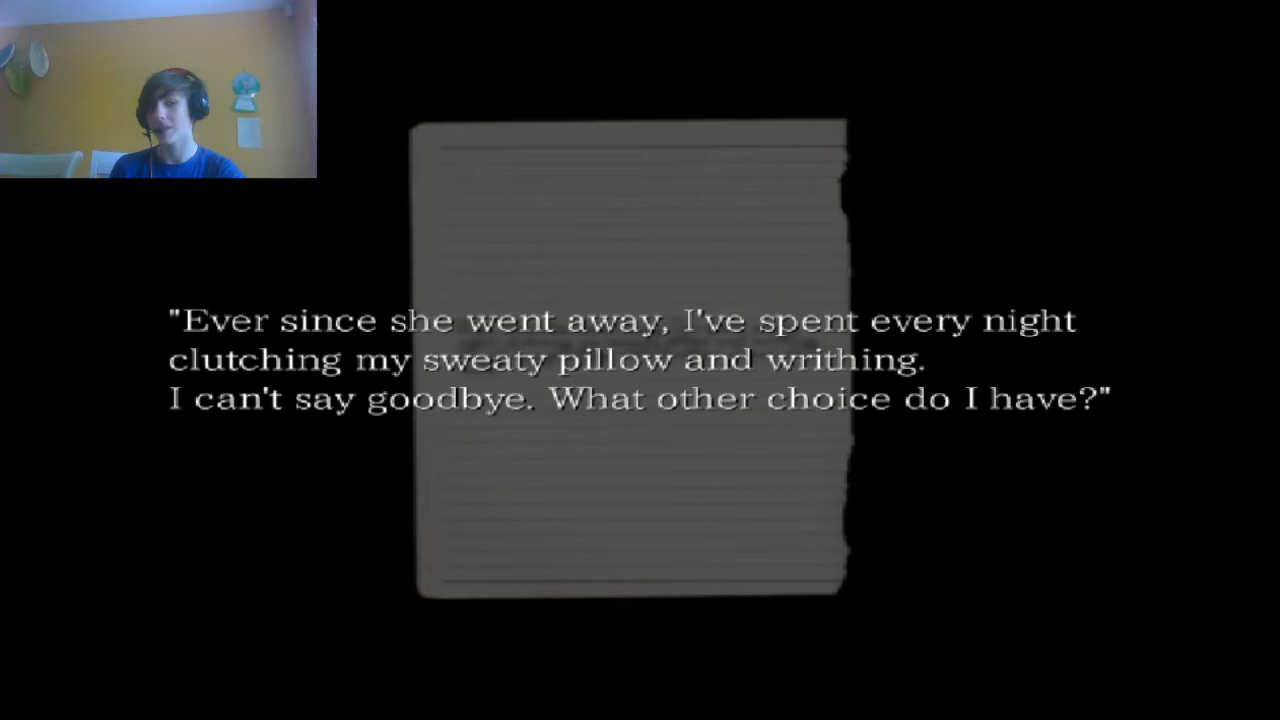 "Ever since she went away, I've spent every night
clutching my sweaty pillow and writhing.
I can't say goodbye. What other choice do I have?"